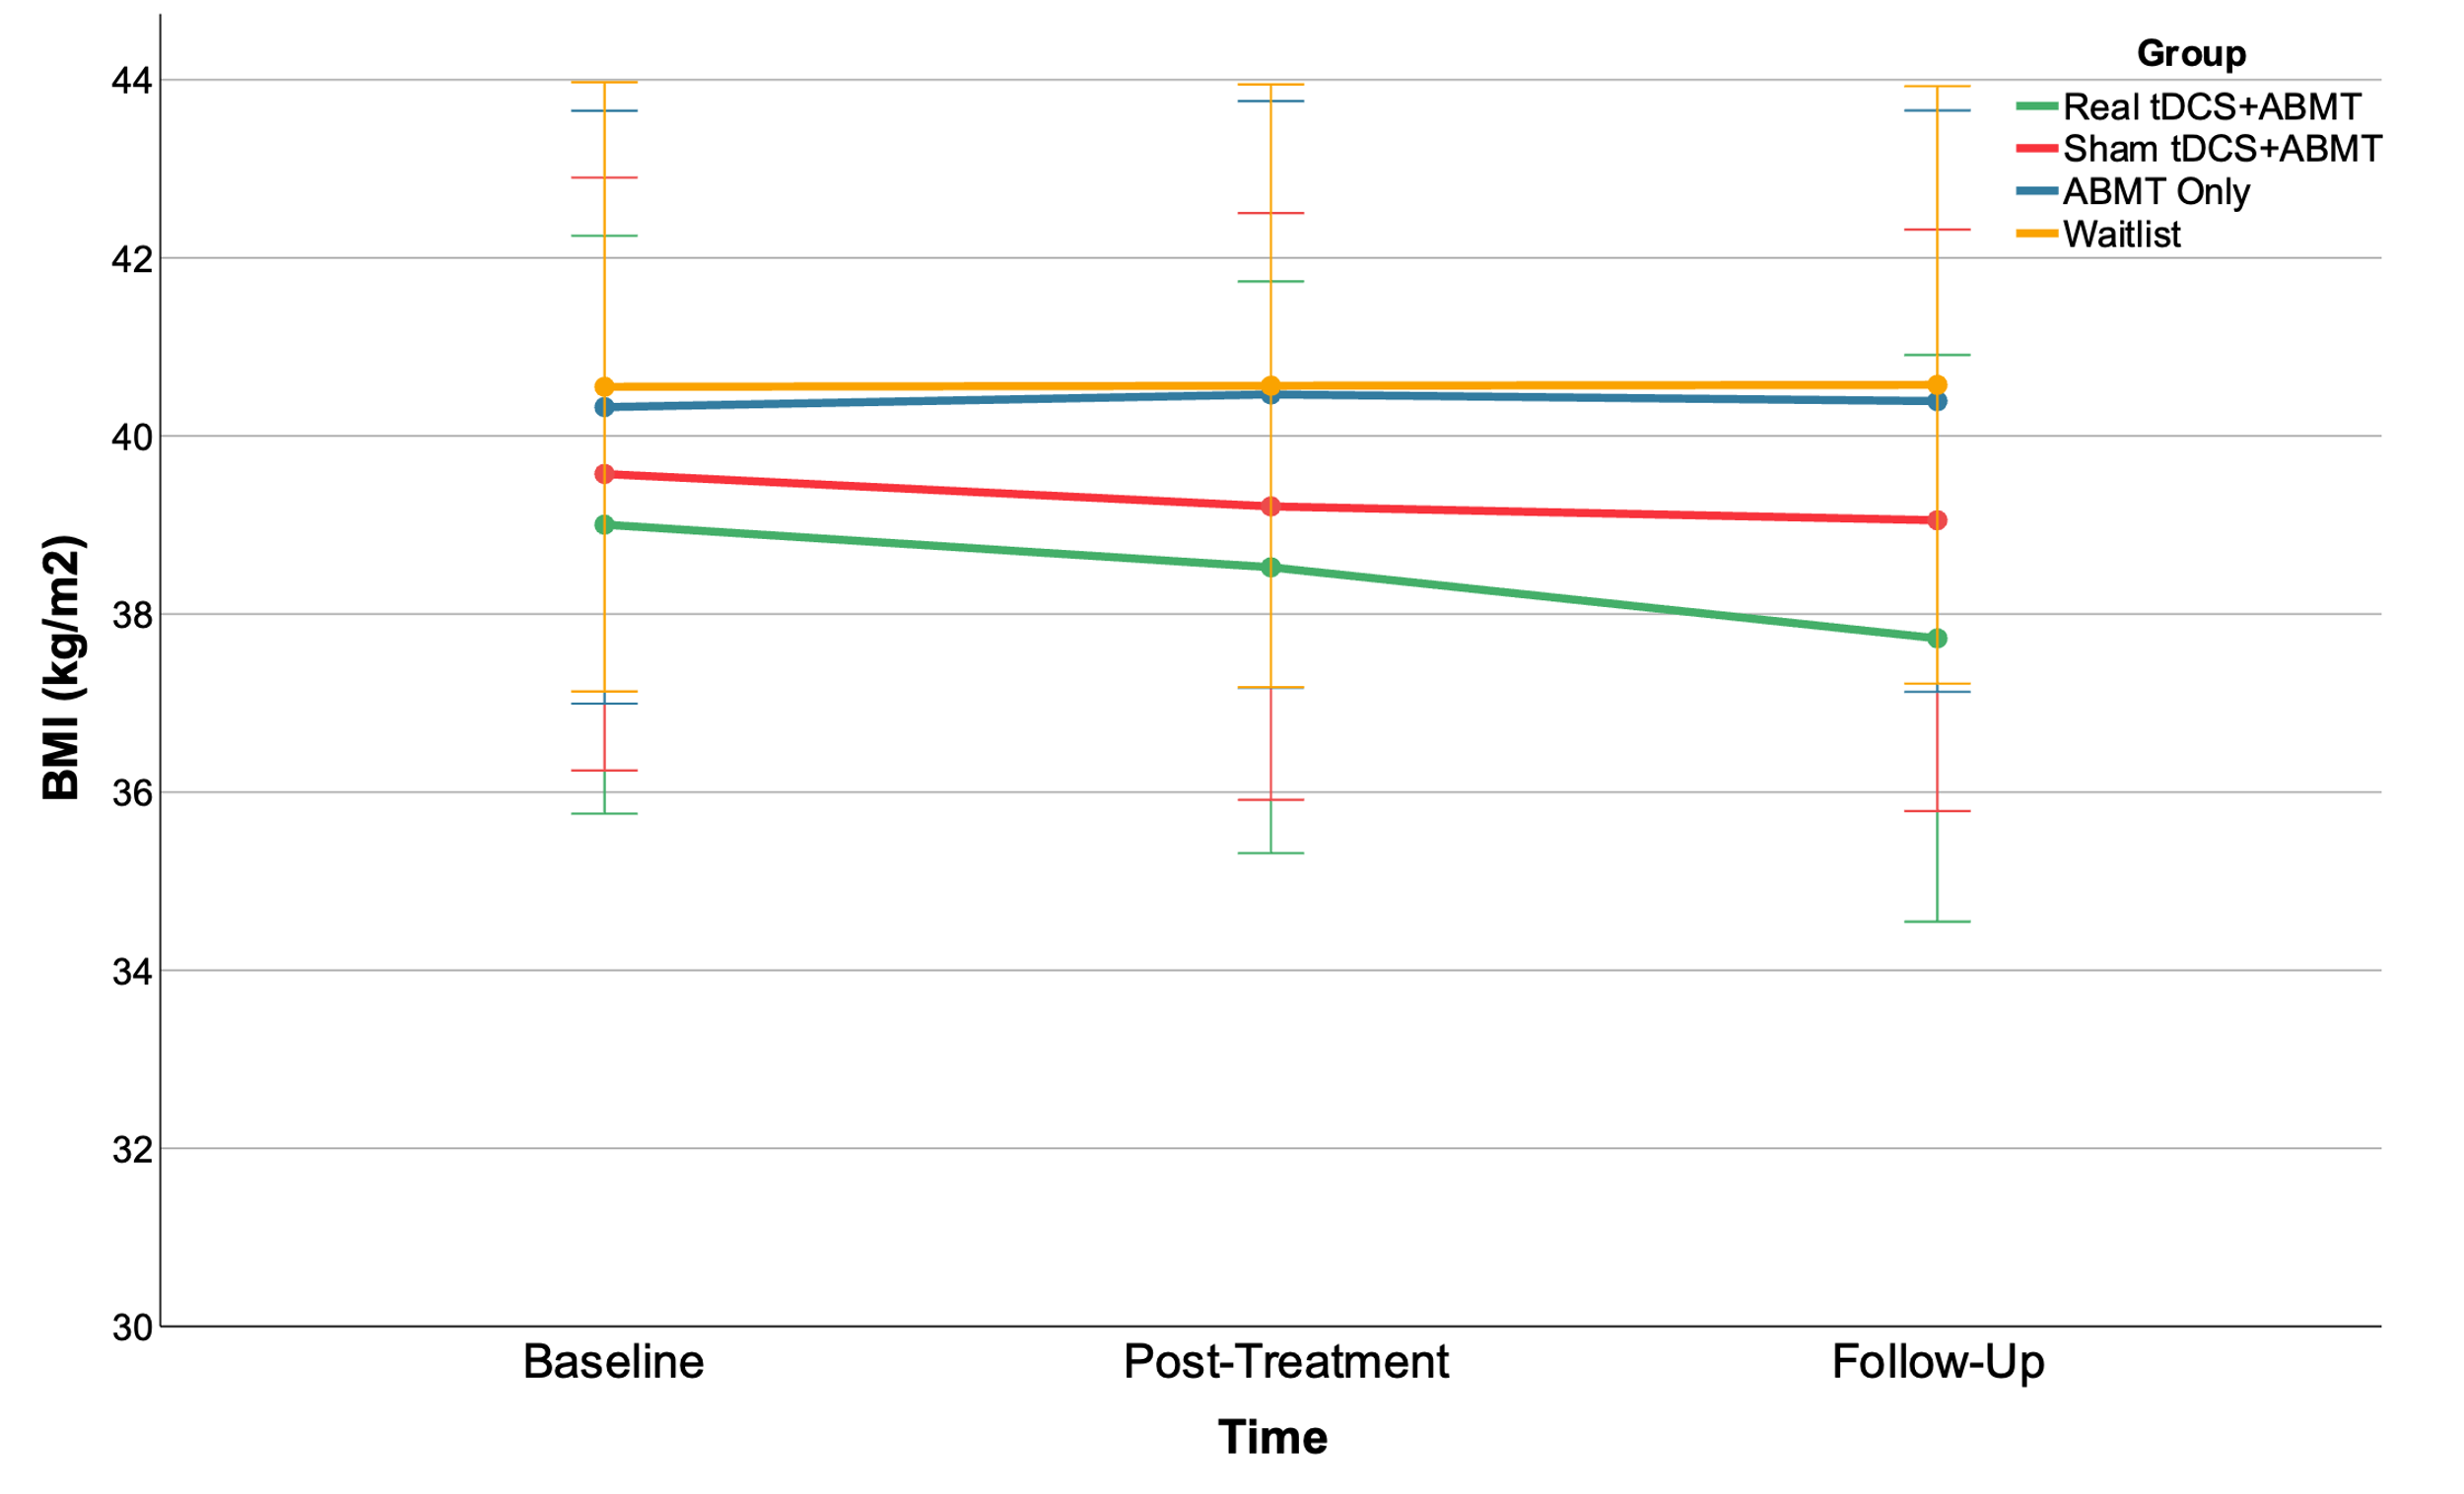 Group
Real tDCS+ABMT
Sham tDCS+ABMT
ABMT Only
Waitlist
BMI (kg/m2)
44
42
40
38
36
34
32
30
Baseline Post-Treatment Follow-Up
Time